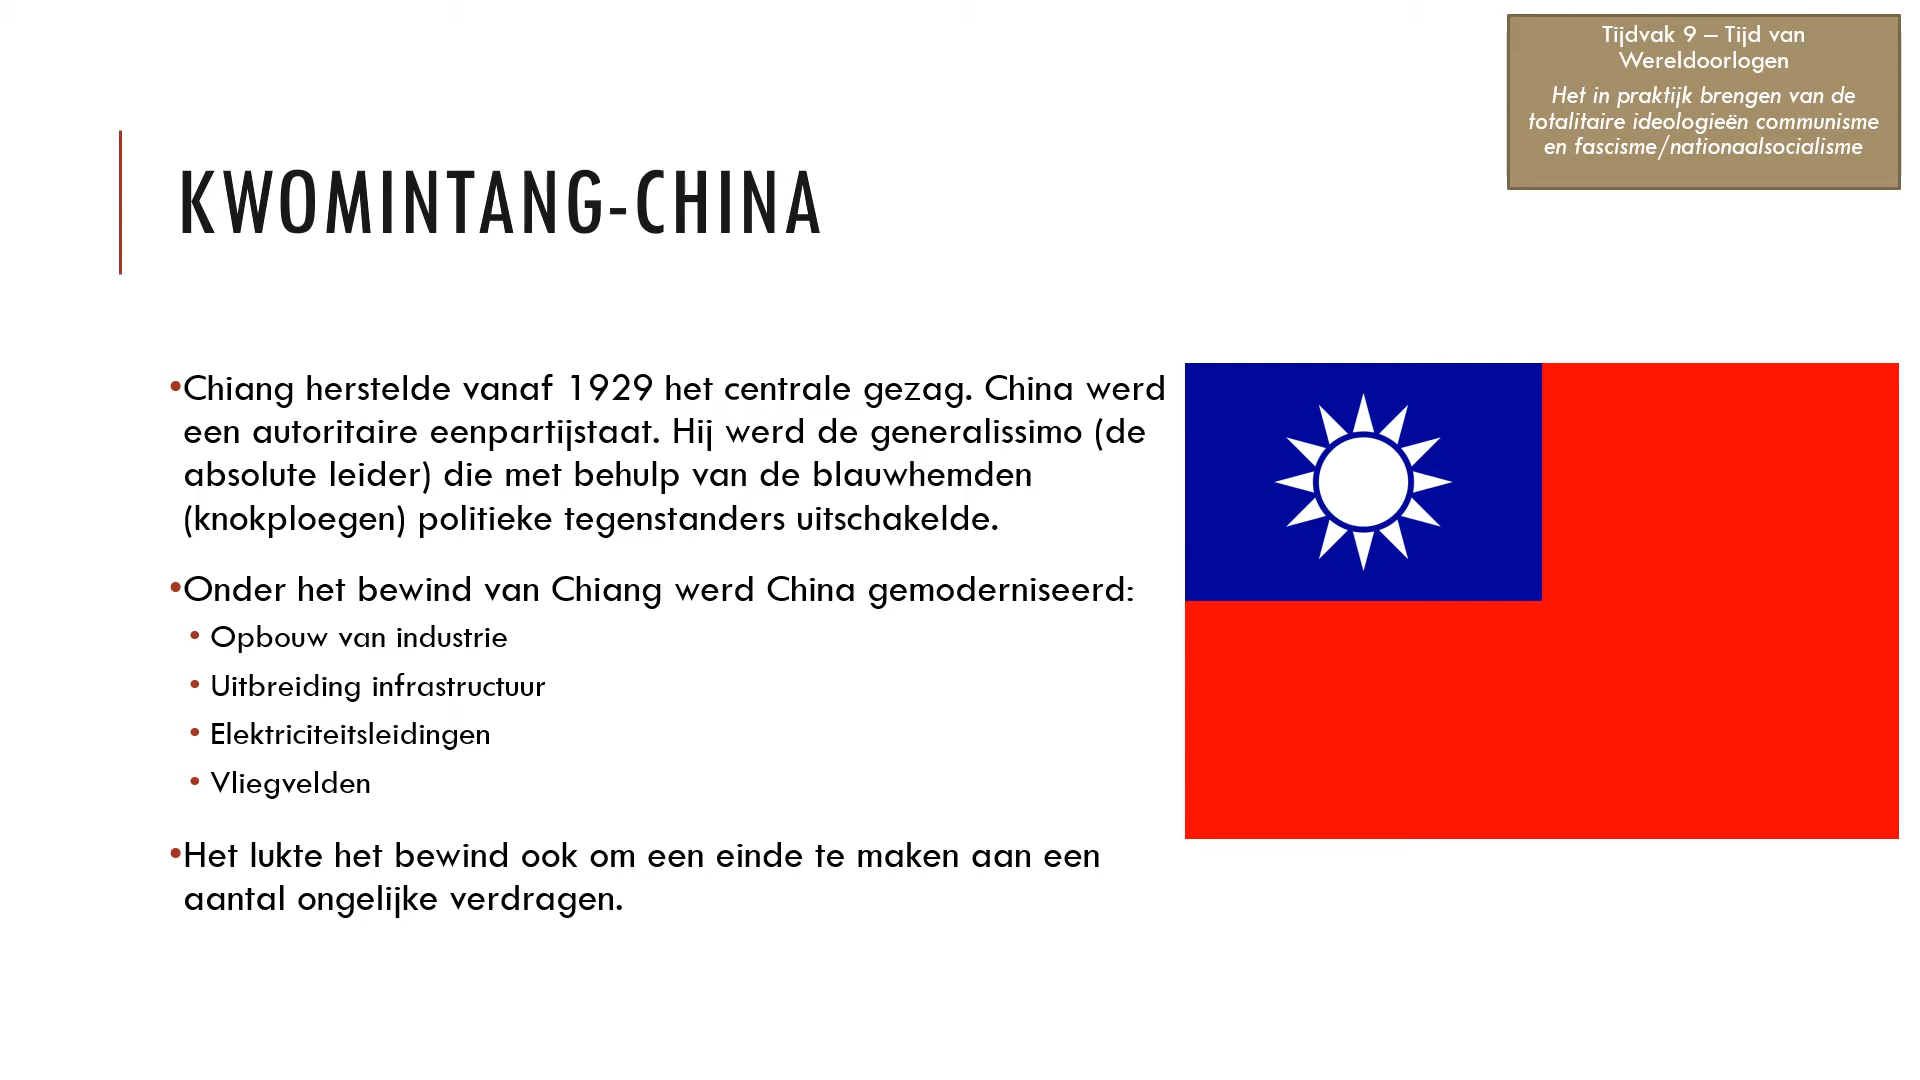 Tijdvak 9 – Tijd van
Wereldoorlogen
Het in praktijk brengen van de
totalitaire ideologieën communisme
en fascisme/nationaalsocialisme
KWOMINTANG-CHINA
•Chiang herstelde vanaf 1929 het centrale gezag. China werd
een autoritaire eenpartijstaat. Hij werd de generalissimo (de
absolute leider) die met behulp van de blauwhemden
(knokploegen) politieke tegenstanders uitschakelde.
•Onder het bewind van Chiang werd China gemoderniseerd:
• Opbouw van industrie
• Uitbreiding infrastructuur
• Elektriciteitsleidingen
• Vliegvelden
•Het lukte het bewind ook om een einde te maken aan een
aantal ongelijke verdragen.